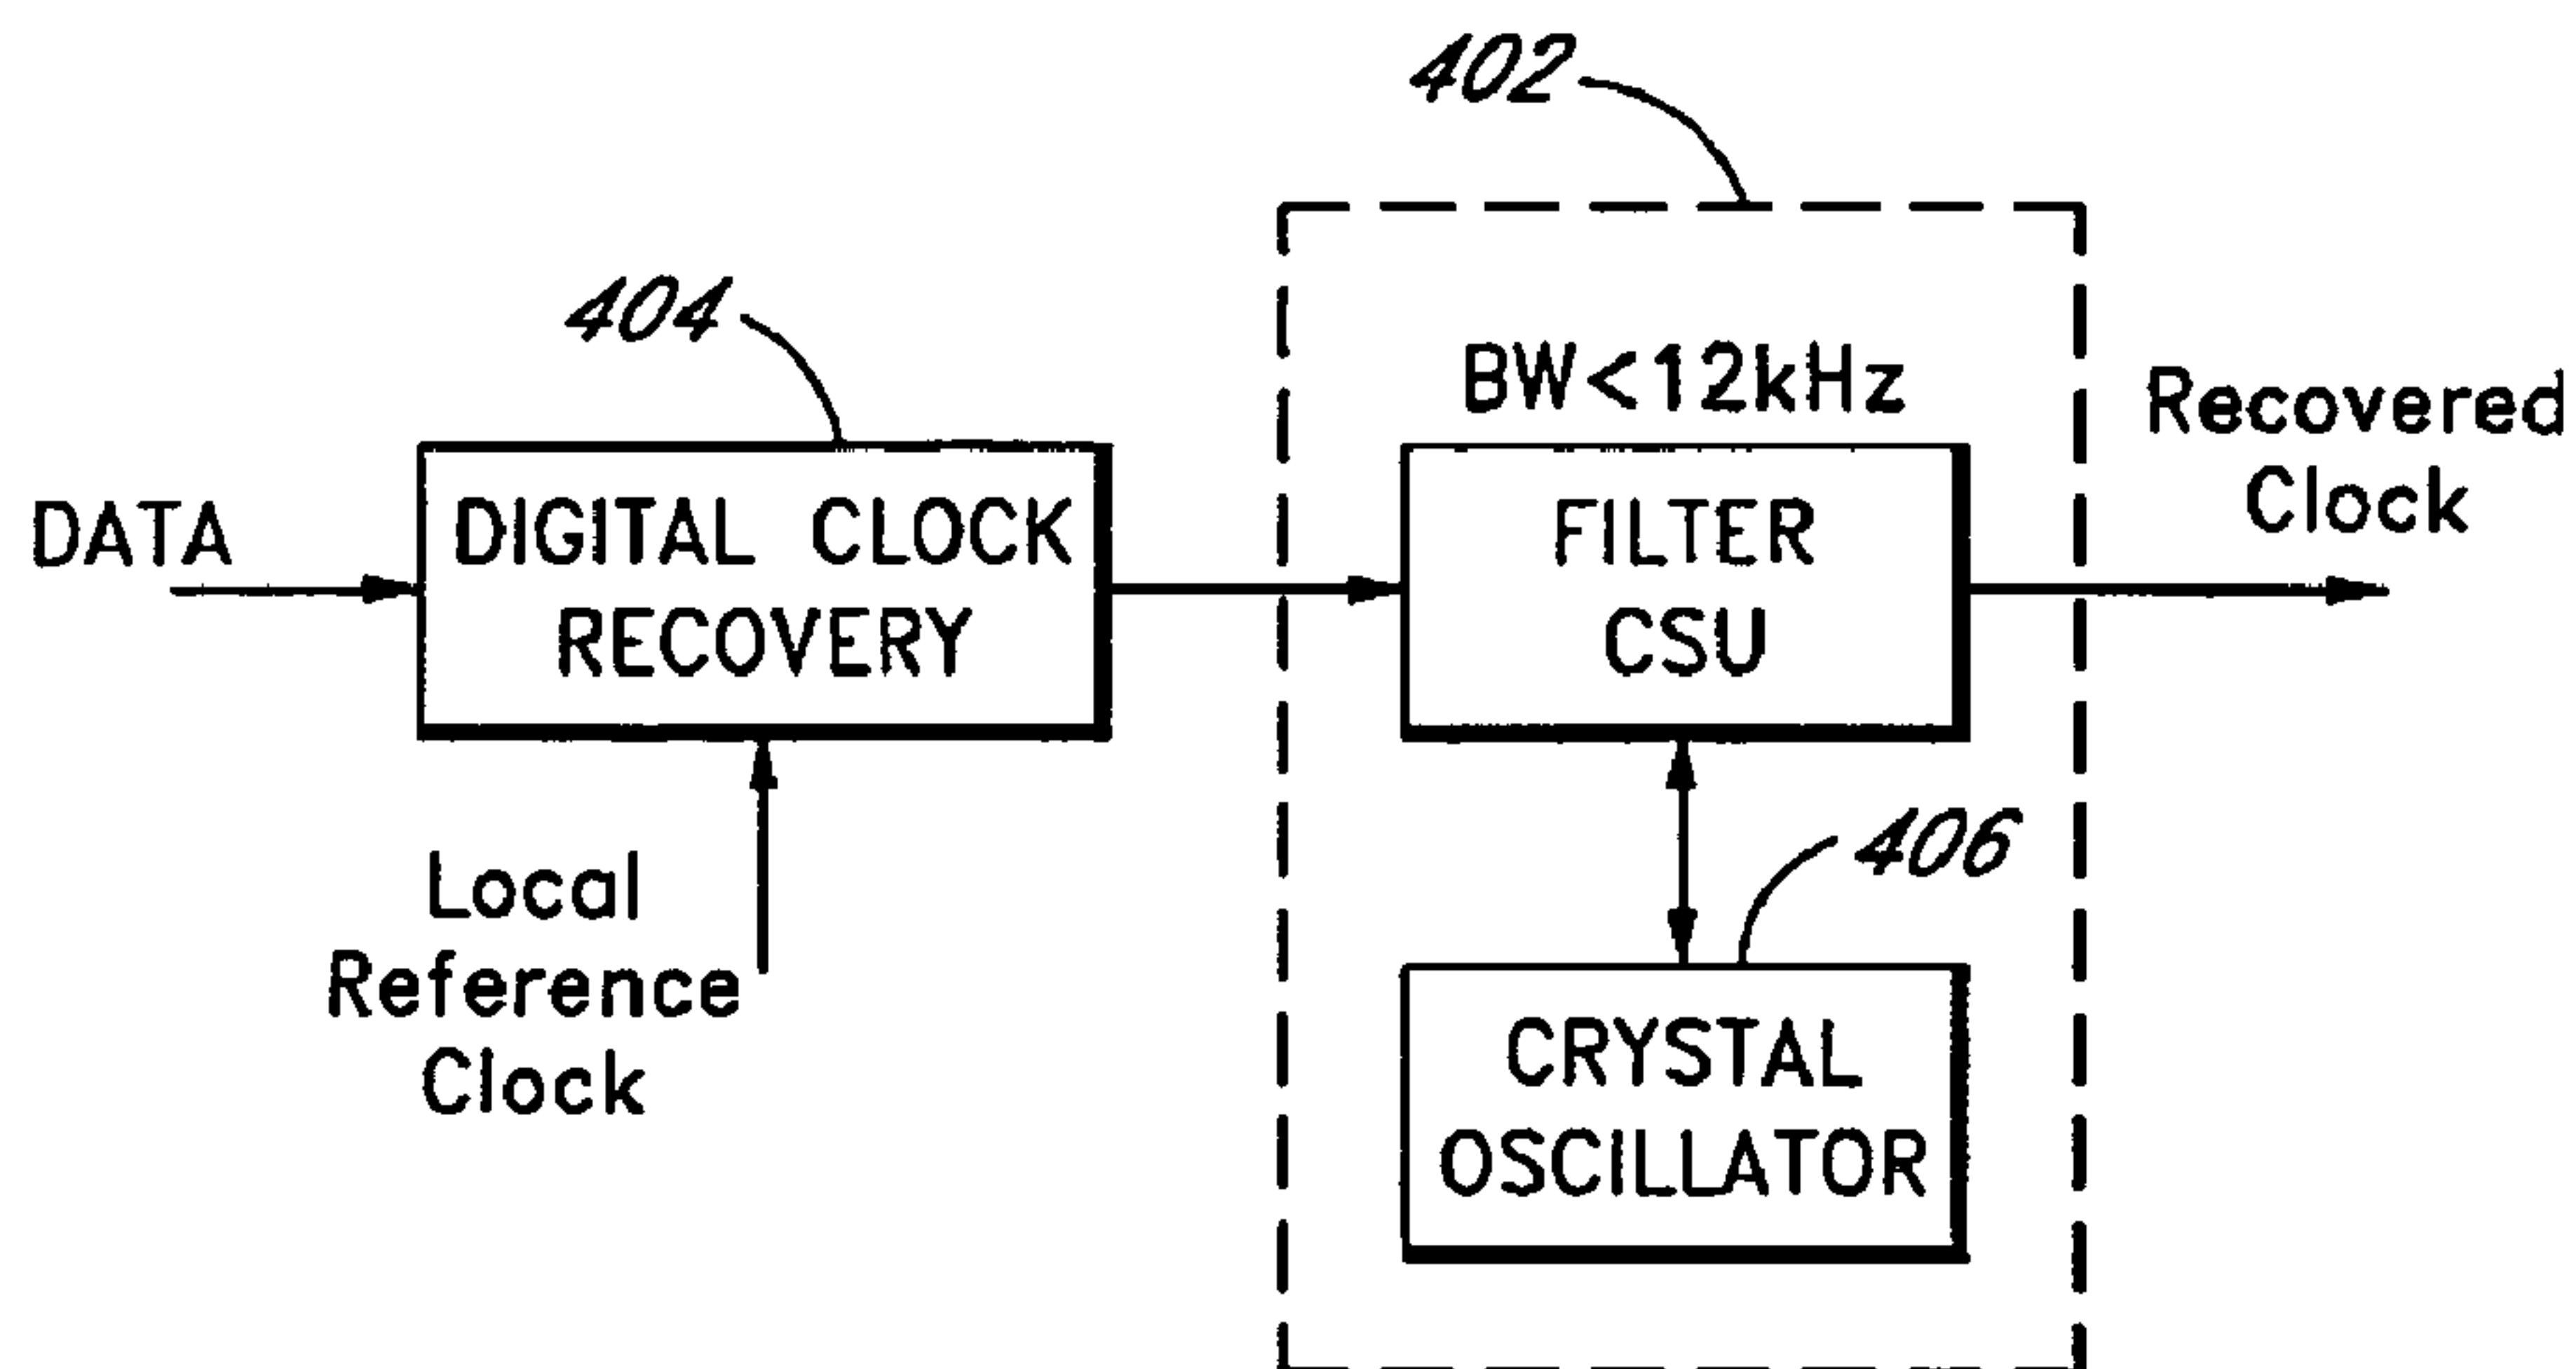 402
404
BW<12kHz
Recovered
Clock
DATA
DIGITAL CLOCK
RECOVERY
FILTER
CSU
Local
Reference
Clock
406
CRYSTAL
OSCILLATOR